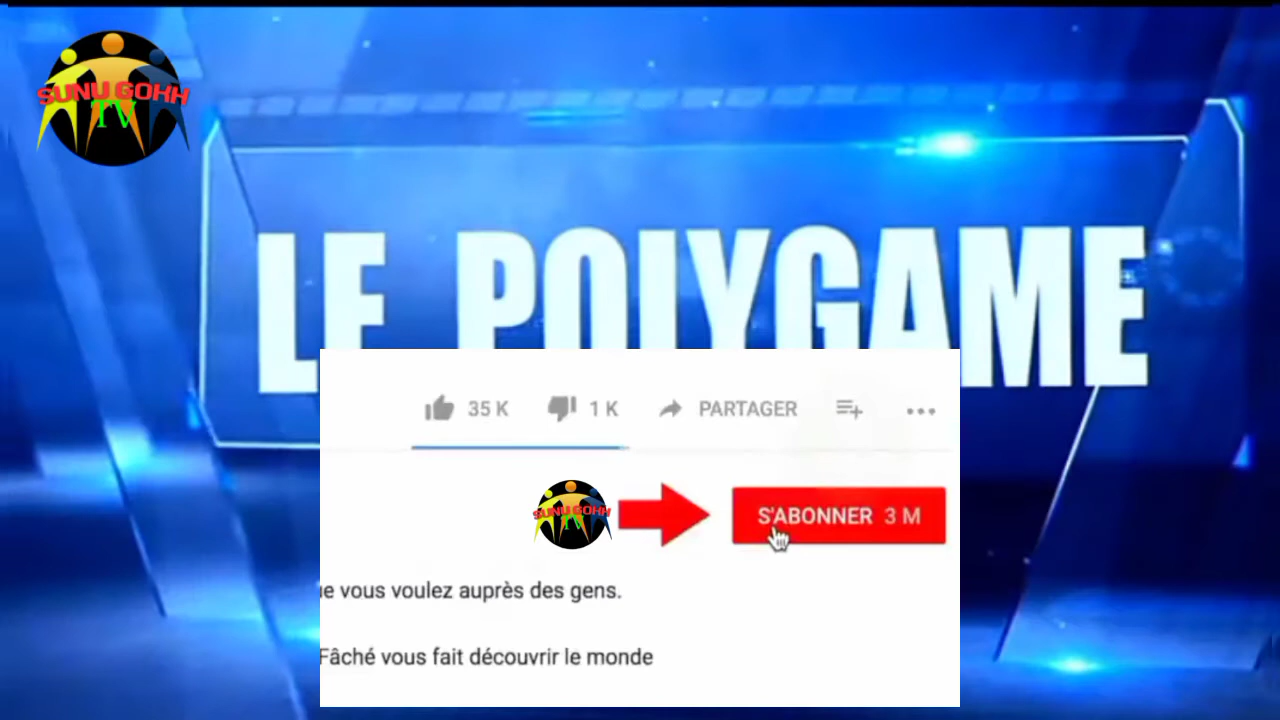 SUNU GOHH
TV
LE POLYGAME
35 K 1 K PARTAGER
SUNU GOHH
TV
S'ABONNER 3 M
ue vous voulez auprès des gens.
Fâché vous fait découvrir le monde